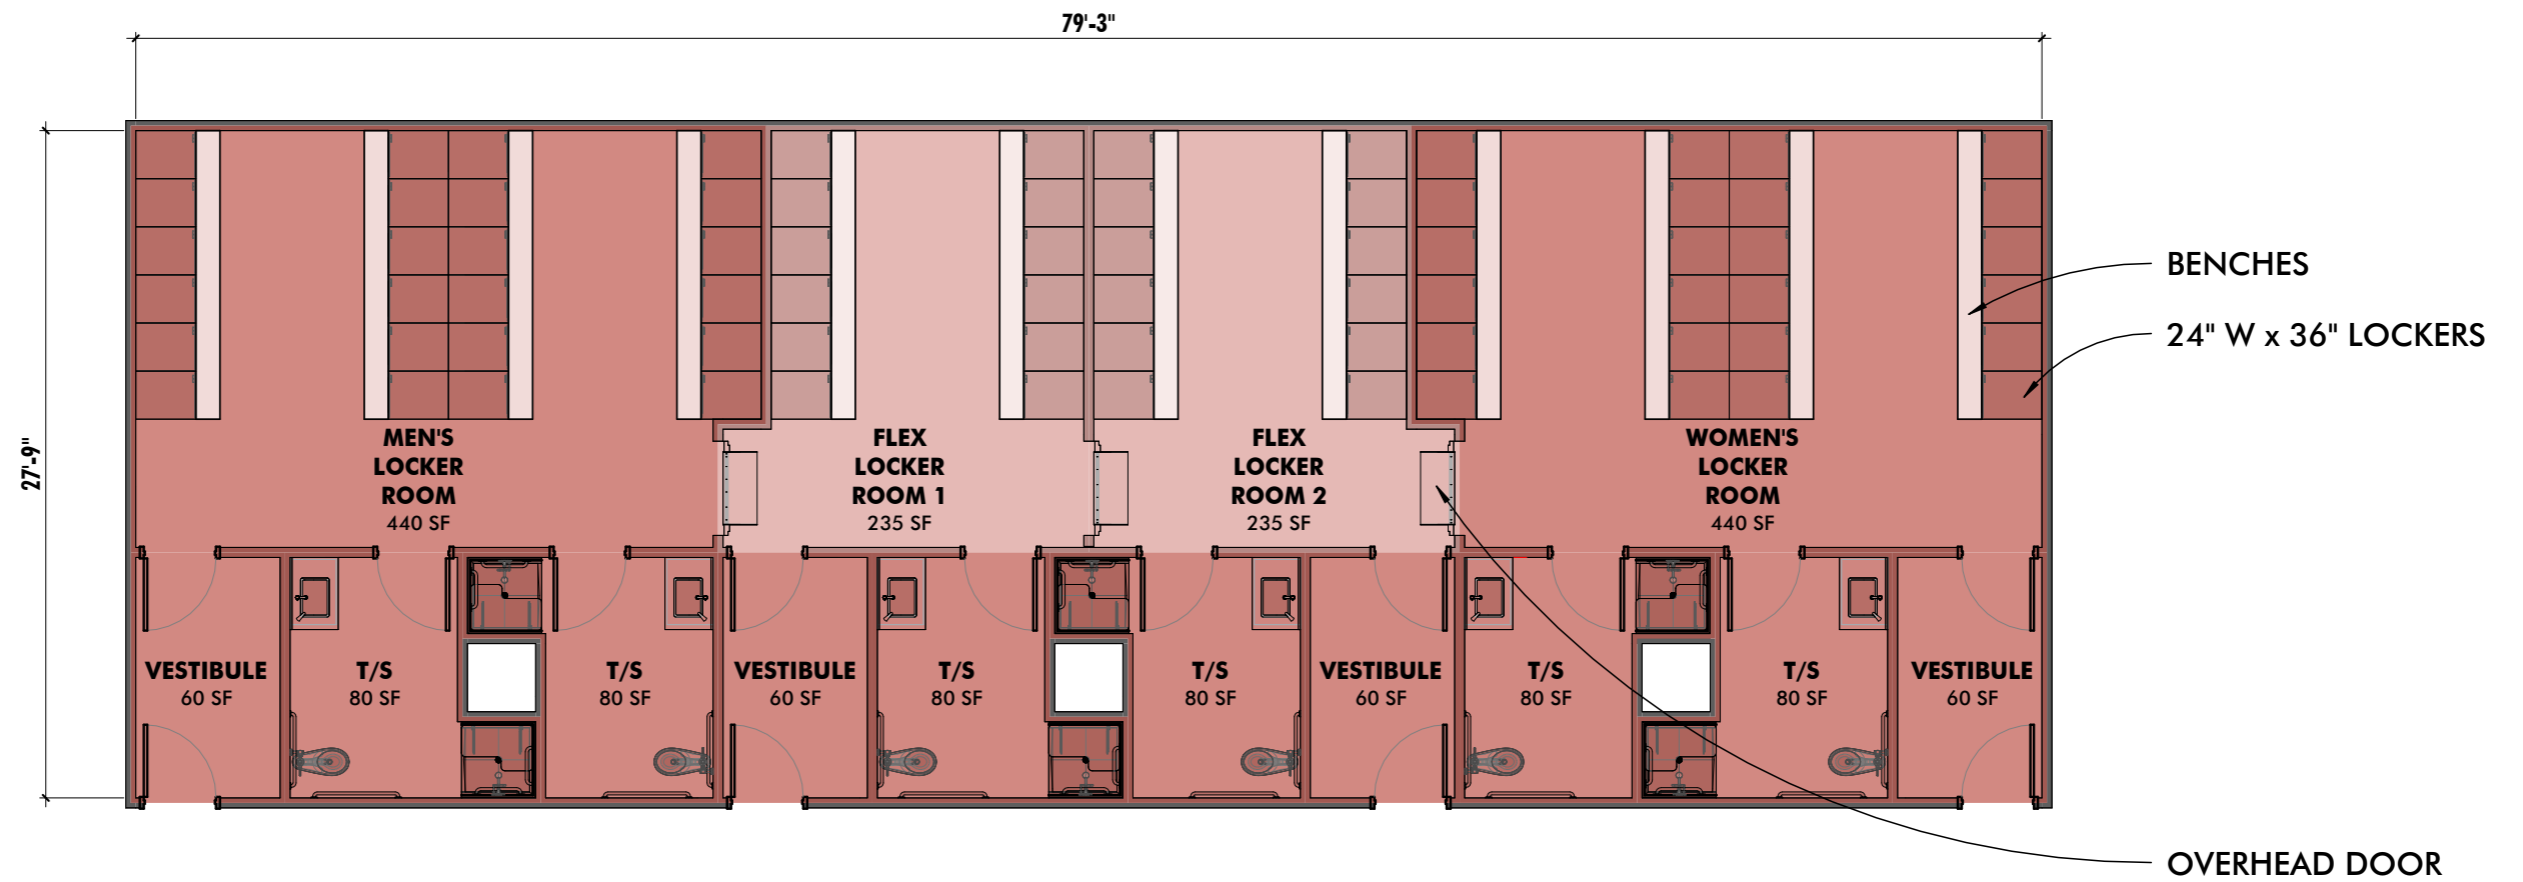 79'-3"
27'-9"
BENCHES
24" W x 36" LOCKERS
MEN'S
LOCKER
ROOM
440 SF
FLEX
LOCKER
ROOM 1
235 SF
FLEX
LOCKER
ROOM 2
235 SF
WOMEN'S
LOCKER
ROOM
440 SF
VESTIBULE
60 SF
T/S
80 SF
T/S
80 SF
VESTIBULE
60 SF
T/S
80 SF
T/S
80 SF
VESTIBULE
60 SF
T/S
80 SF
T/S
80 SF
VESTIBULE
60 SF
OVERHEAD DOOR